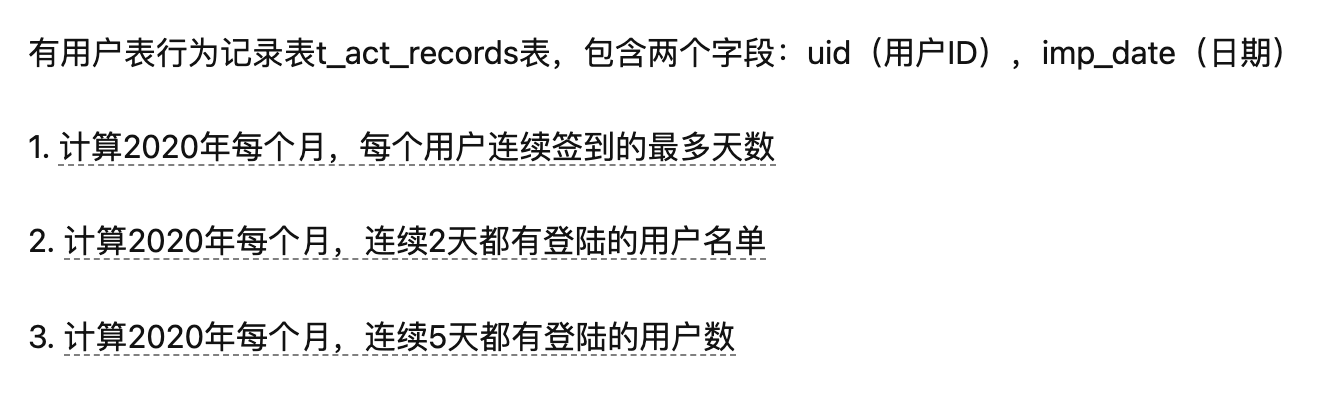 有用户表行为记录表t_act_records表，包含两个字段：uid（用户ID），imp_date（日期）
1. 计算2020年每个月，每个用户连续签到的最多天数
2. 计算2020年每个月，连续2天都有登陆的用户名单
3. 计算2020年每个月，连续5天都有登陆的用户数